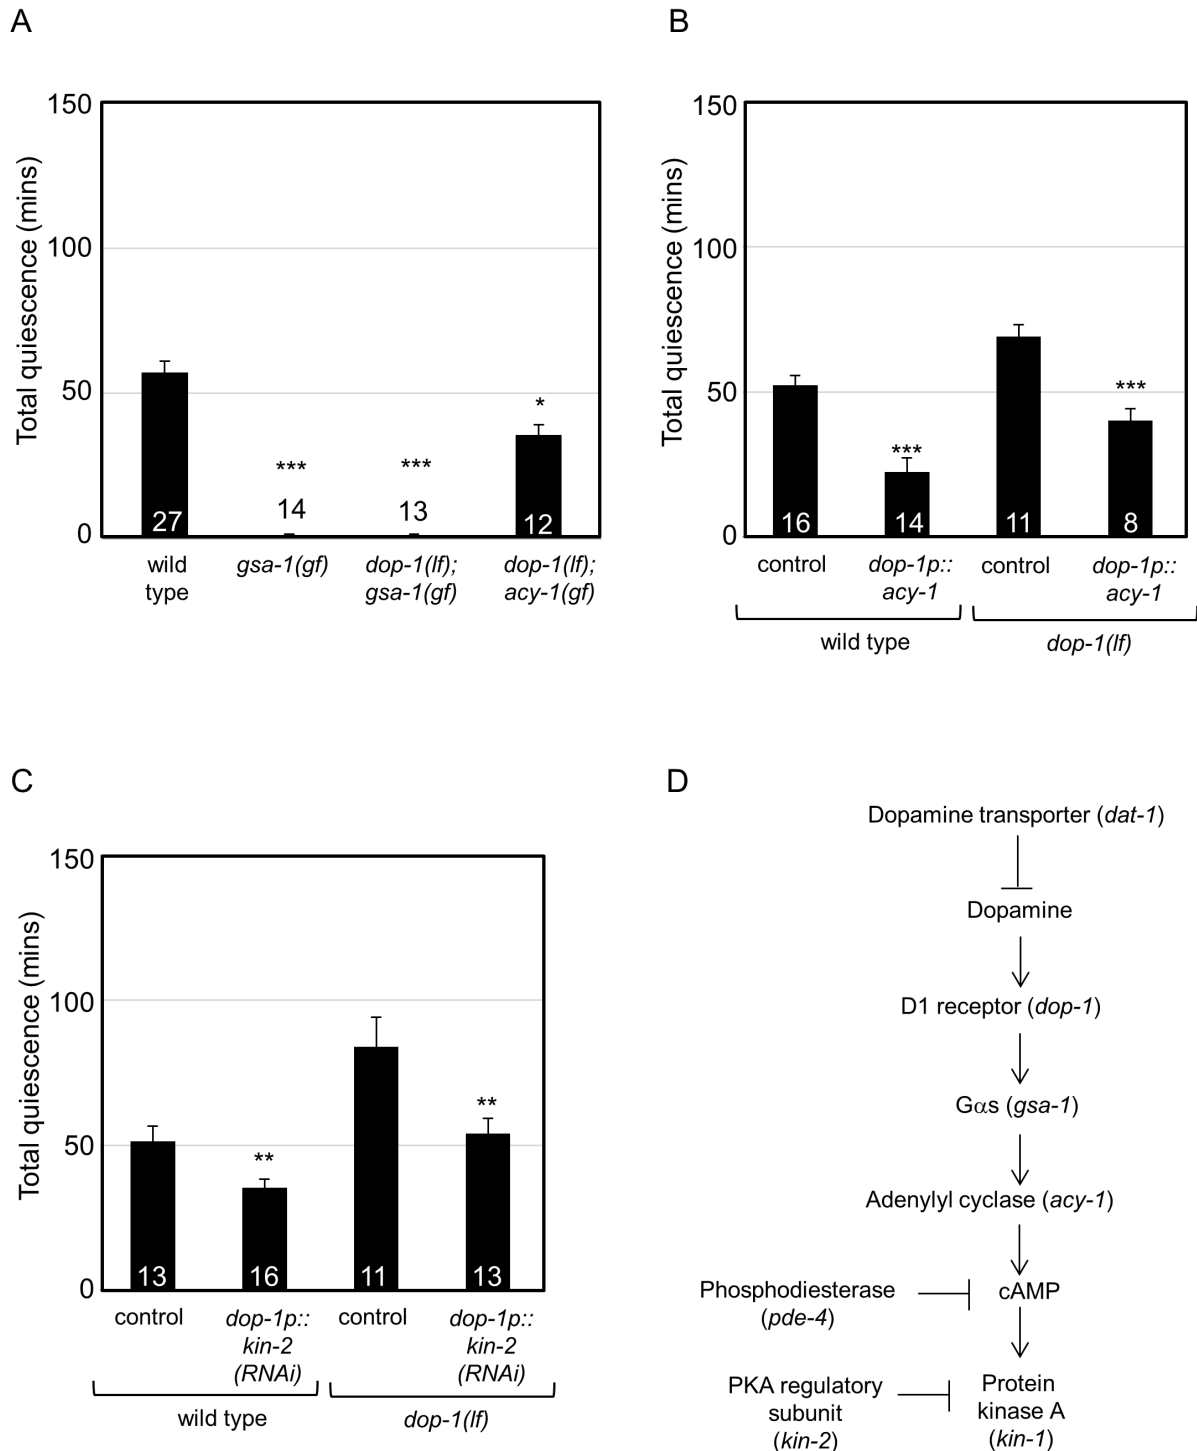 A
Total quiescence (mins)
150
100
50
0
***
***
*
27
14
13
12
wild
type
gsa-1(gf)
dop-1(lf);
gsa-1(gf)
dop-1(lf);
acy-1(gf)
B
Total quiescence (mins)
150
100
50
0
***
***
16
14
11
8
control
dop-1p::
acy-1
control
dop-1p::
acy-1
wild type
dop-1(lf)
C
Total quiescence (mins)
150
100
50
0
**
**
13
16
11
13
control
dop-1p::
kin-2
(RNAi)
control
dop-1p::
kin-2
(RNAi)
wild type
dop-1(lf)
D
Dopamine transporter (dat-1)
Dopamine
D1 receptor (dop-1)
Gαs (gsa-1)
Adenylyl cyclase (acy-1)
Phosphodiesterase
(pde-4)
cAMP
PKA regulatory
subunit
(kin-2)
Protein
kinase A
(kin-1)